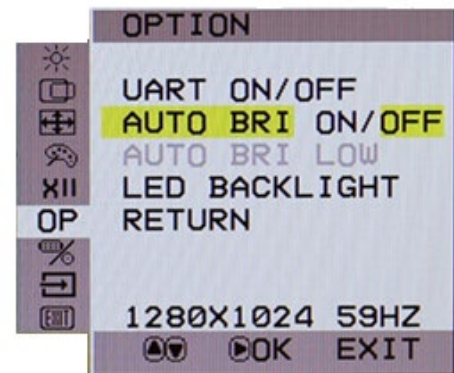 OPTION
UART ON/OFF
AUTO BRI ON/OFF
AUTO BRI LOW
XII
LED BACKLIGHT
OP
RETURN
EXIT
1280X1024 59HZ
OK EXIT